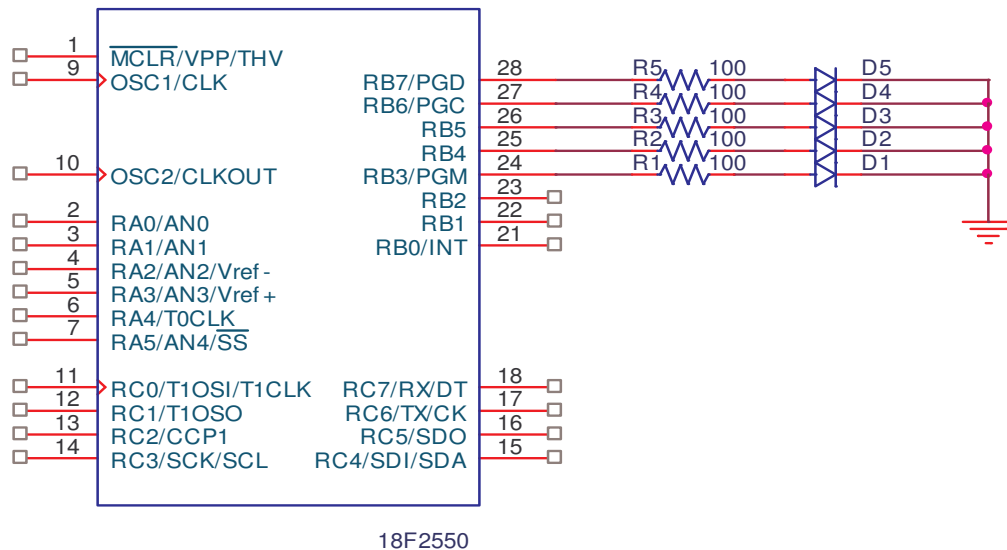 1 MCLR/VPP/THV
9 OSC1/CLK
10 OSC2/CLKOUT
2 RA0/AN0
3 RA1/AN1
4 RA2/AN2/Vref-
5 RA3/AN3/Vref+
6 RA4/T0CLK
7 RA5/AN4/SS
11 RC0/T1OSI/T1CLK
12 RC1/T1OSO
13 RC2/CCP1
14 RC3/SCK/SCL
RB7/PGD 28 R5 100 D5
RB6/PGC 27 R4 100 D4
RB5 26 R3 100 D3
RB4 25 R2 100 D2
RB3/PGM 24 R1 100 D1
RB2 23
RB1 22
RB0/INT 21
RC7/RX/DT 18
RC6/TX/CK 17
RC5/SDO 16
RC4/SDI/SDA 15
18F2550